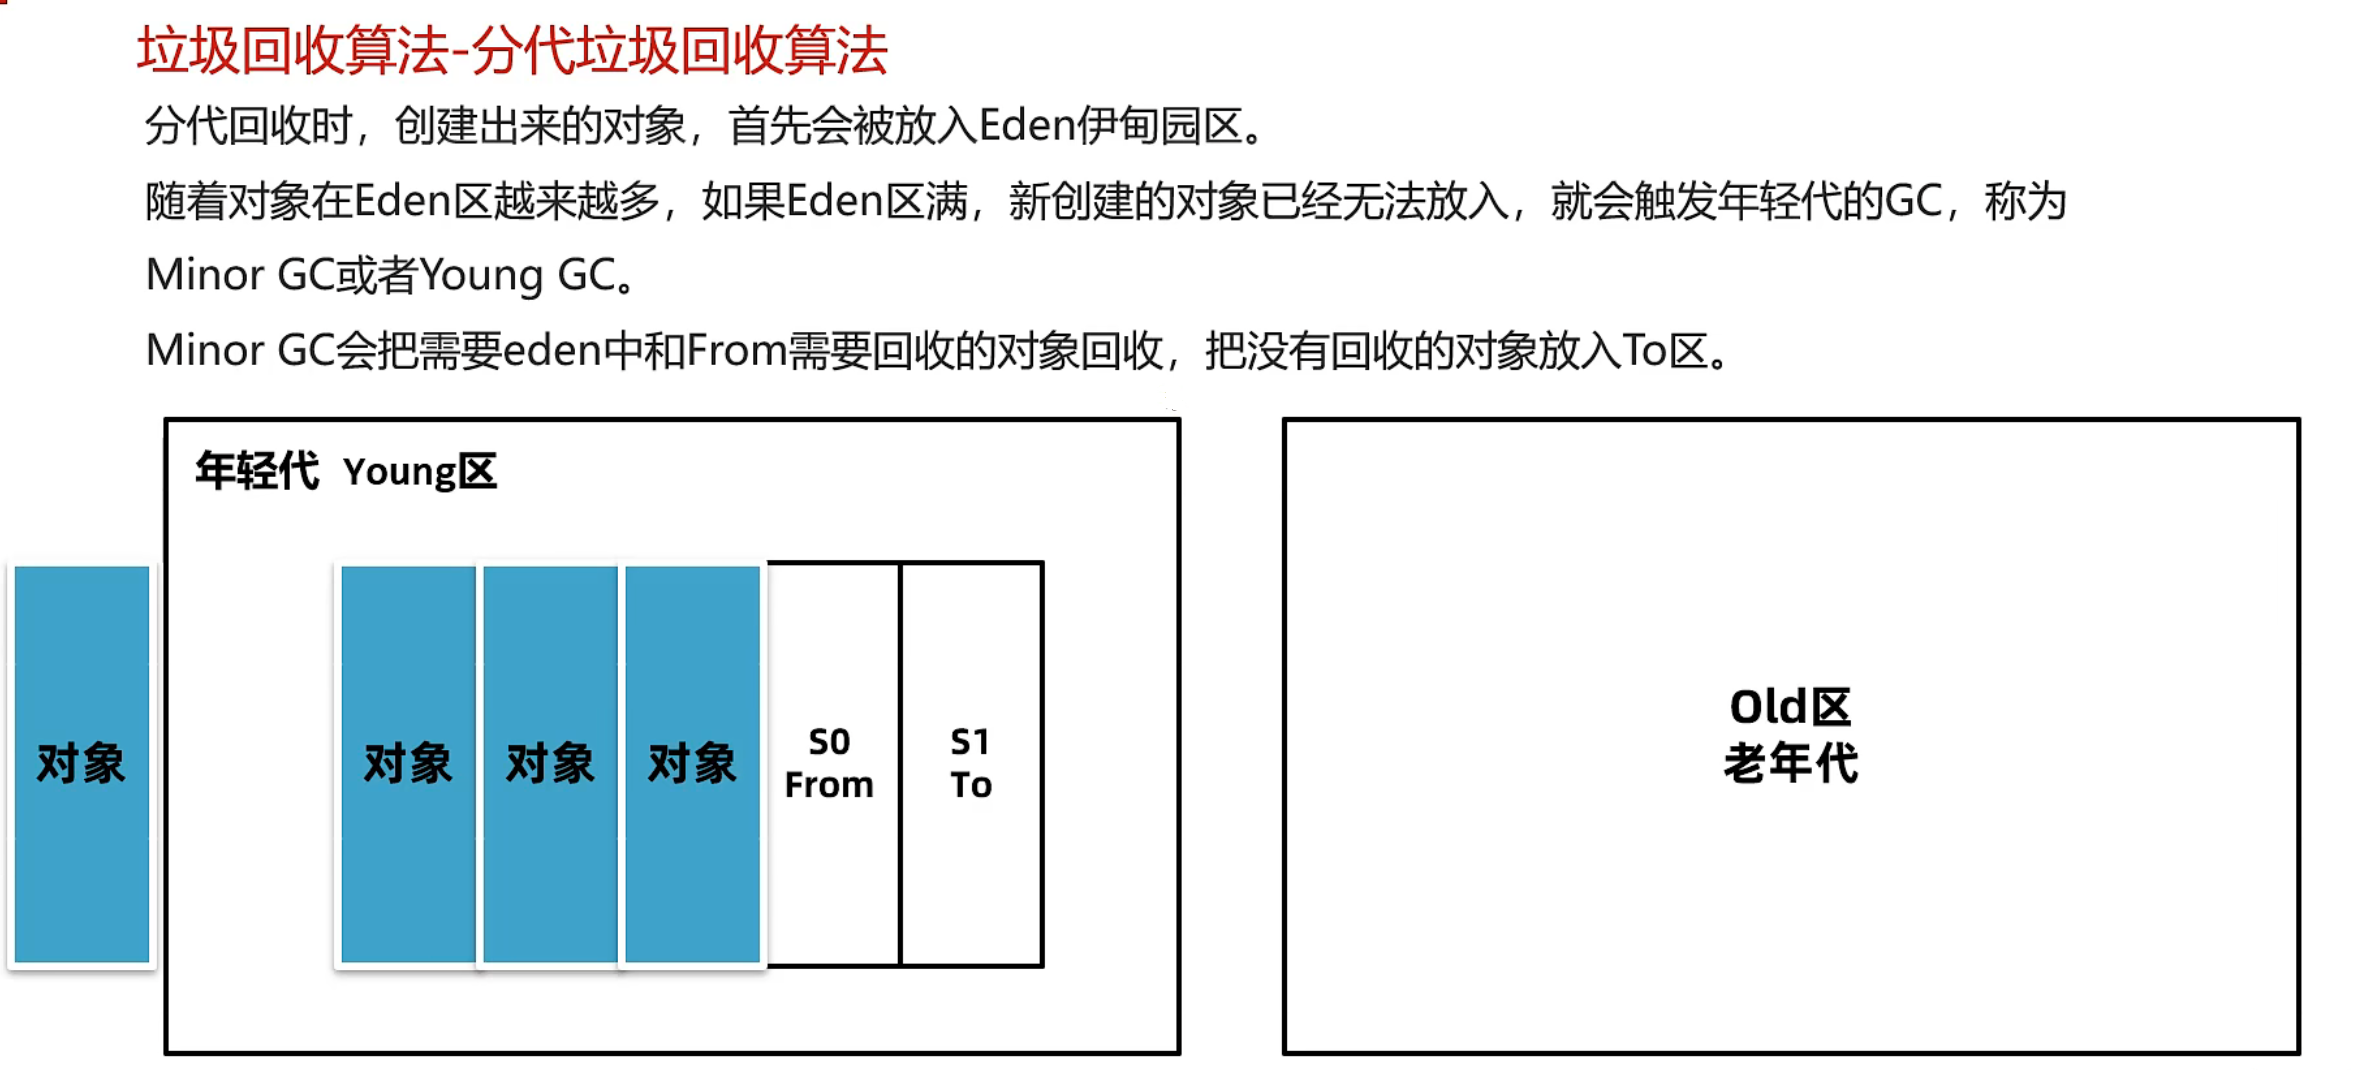 垃圾回收算法-分代垃圾回收算法
分代回收时，创建出来的对象，首先会被放入Eden伊甸园区。
随着对象在Eden区越来越多，如果Eden区满，新创建的对象已经无法放入，就会触发年轻代的GC，称为
Minor GC或者Young GC。
Minor GC会把需要eden中和From需要回收的对象回收，把没有回收的对象放入To区。
年轻代 Young区
对象
对象
对象
对象
S0
From
S1
To
Old区
老年代